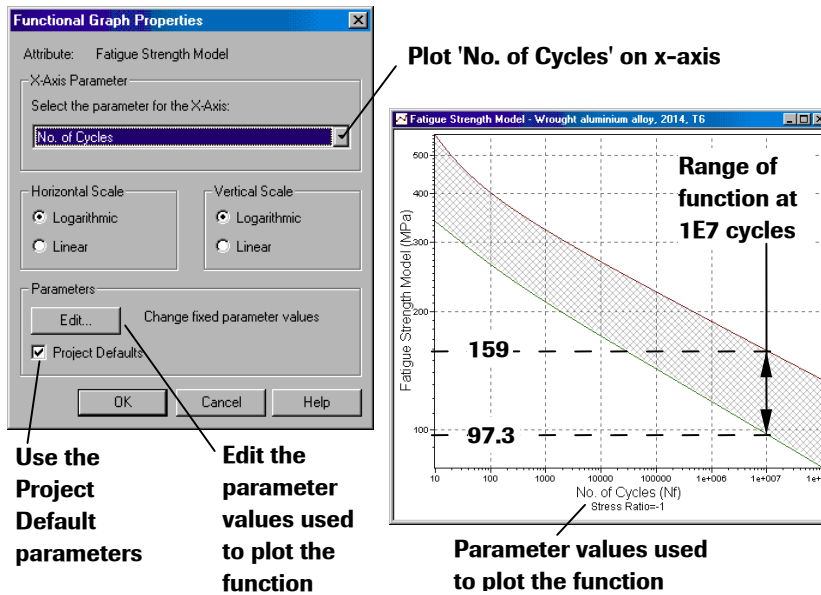 Functional Graph Properties
Attribute: Fatigue Strength Model
X-Axis Parameter
Select the parameter for the X-Axis:
No. of Cycles
Horizontal Scale
Logarithmic
Linear
Vertical Scale
Logarithmic
Linear
Parameters
Edit...
Change fixed parameter values
Project Defaults
OK
Cancel
Help
Use the
Project
Default
parameters
Edit the
parameter
values used
to plot the
function
Plot 'No. of Cycles' on x-axis
Fatigue Strength Model - Wrought aluminium alloy, 2014, T6
Fatigue Strength Model (MPa)
500
400
300
200
100
Range of
function at
1E7 cycles
159
97.3
10
100
1000
10000
100000
1e+006
1e+007
1e+
No. of Cycles (Nf)
Stress Ratio=-1
Parameter values used
to plot the function